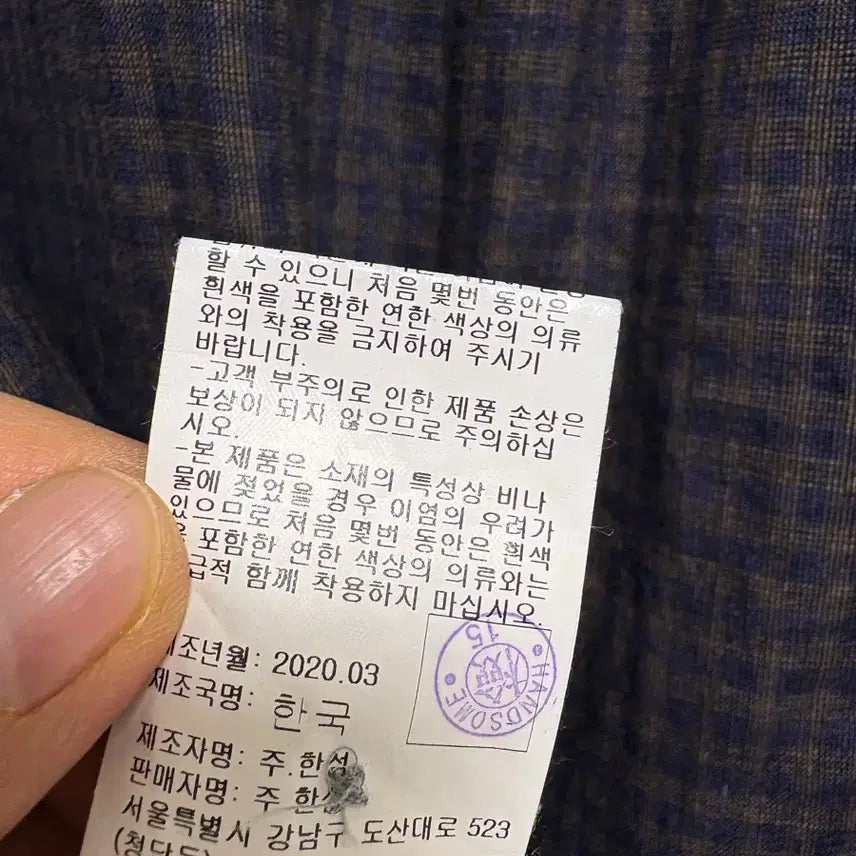 할 수 있으니 처음 몇번 동안은
흰색을 포함한 연한 색상의 의류
와의 착용을 금지하여 주시기
바랍니다.
-고객 부주의로 인한 제품 손상은
보상이 되지 않으므로 주의하십
시오.
-본 제품은 소재의 특성상 비나
물에 젖었을 경우 이염의 우려가
있으므로 처음 몇번 동안은 흰색
포함한 연한 색상의 의류와는
급적 함께 착용하지 마십시오.
제조년월: 2020.03
제조국명: 한국
HANDSOME
15
제조자명: 주.한섬
판매자명: 주 한
서울특별시 강남구 도산대로 523
(청담동)